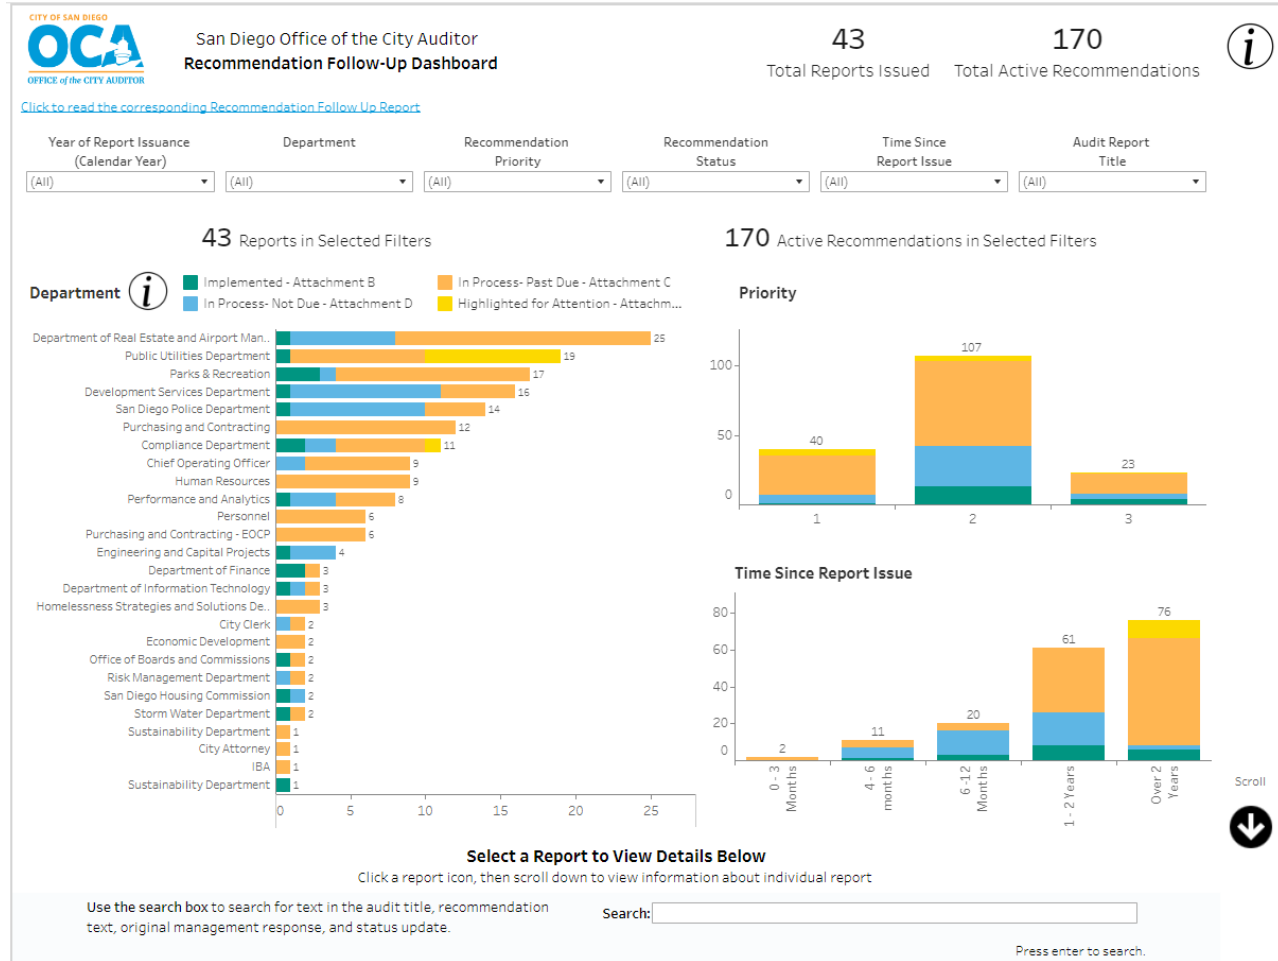 CITY OF SAN DIEGO
OCA
OFFICE of the CITY AUDITOR
San Diego Office of the City Auditor
Recommendation Follow-Up Dashboard
43
Total Reports Issued
170
Total Active Recommendations
i
Click to read the corresponding Recommendation Follow Up Report
Year of Report Issuance
(Calendar Year)
(All)
Department
(All)
Recommendation
Priority
(All)
Recommendation
Status
(All)
Time Since
Report Issue
(All)
Audit Report
Title
(All)
43 Reports in Selected Filters
170 Active Recommendations in Selected Filters
Department
i
Implemented - Attachment B
In Process- Past Due - Attachment C
In Process- Not Due - Attachment D
Highlighted for Attention - Attachm...
Department of Real Estate and Airport Man.. 25
Public Utilities Department 19
Parks & Recreation 17
Development Services Department 16
San Diego Police Department 14
Purchasing and Contracting 12
Compliance Department 11
Chief Operating Officer 9
Human Resources 9
Performance and Analytics 8
Personnel 6
Purchasing and Contracting - EOCP 6
Engineering and Capital Projects 4
Department of Finance 3
Department of Information Technology 3
Homelessness Strategies and Solutions De.. 3
City Clerk 2
Economic Development 2
Office of Boards and Commissions 2
Risk Management Department 2
San Diego Housing Commission 2
Storm Water Department 2
Sustainability Department 1
City Attorney 1
IBA 1
Sustainability Department 1
0 5 10 15 20 25
Priority
100
50
0
40
107
23
1 2 3
Time Since Report Issue
80
60
40
20
0
2
11
20
61
76
0 - 3
Months
4 - 6
months
6 -12
Months
1 - 2 Years
Over 2
Years
Scroll
Select a Report to View Details Below
Click a report icon, then scroll down to view information about individual report
Use the search box to search for text in the audit title, recommendation
text, original management response, and status update.
Search:
Press enter to search.